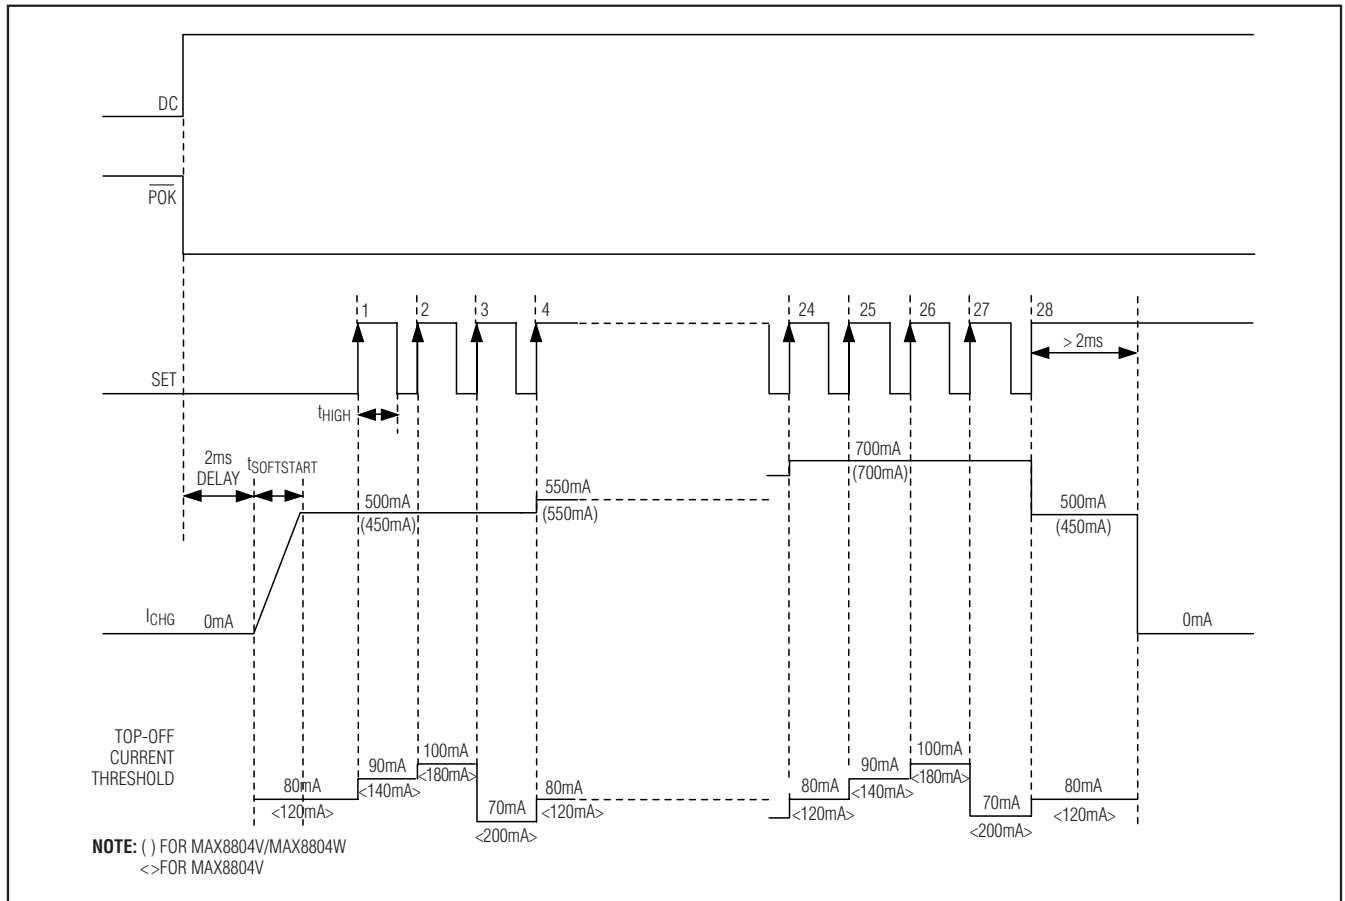 DC
POK
1 2 3 4 24 25 26 27 28
> 2ms
SET
tHIGH
2ms
DELAY
tSOFTSTART
700mA
(700mA)
550mA
(550mA)
500mA
(450mA)
500mA
(450mA)
ICHG 0mA
0mA
TOP-OFF
CURRENT
THRESHOLD
80mA
<120mA>
90mA
<140mA>
100mA
<180mA>
70mA
<200mA>
80mA
<120mA>
80mA
<120mA>
90mA
<140mA>
100mA
<180mA>
70mA
<200mA>
80mA
<120mA>
NOTE: ( ) FOR MAX8804V/MAX8804W
<>FOR MAX8804V